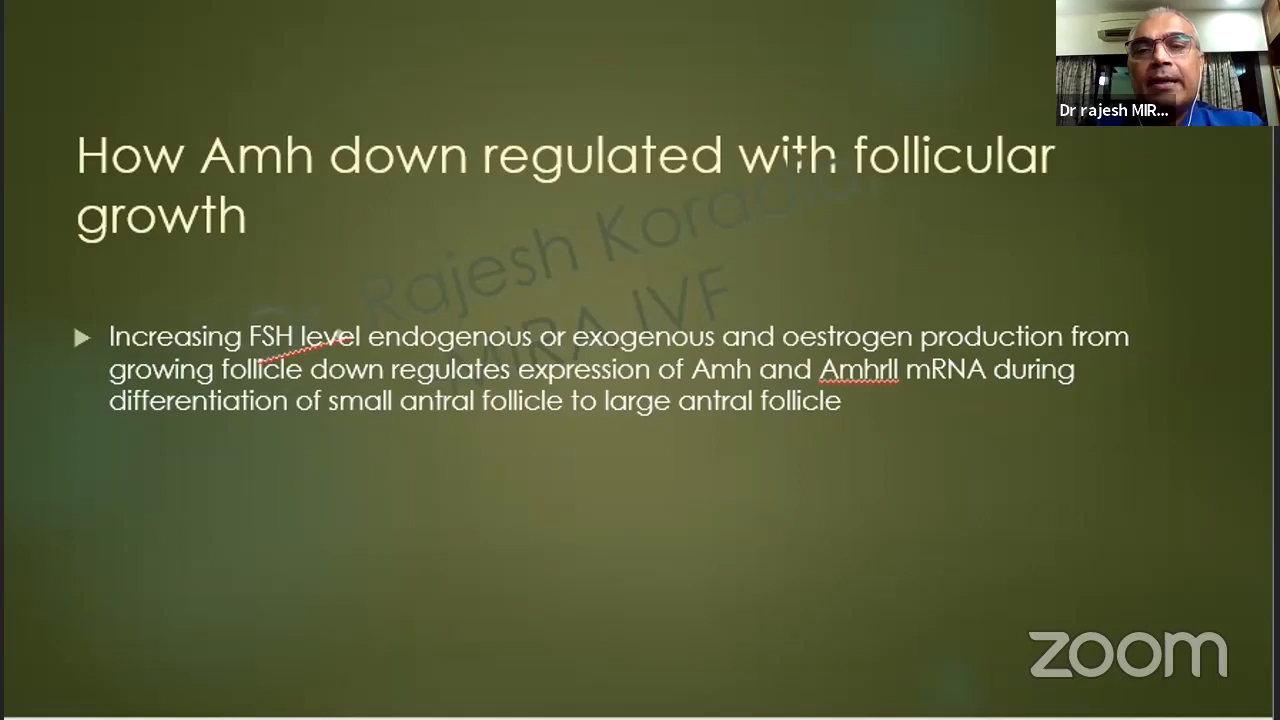 Dr rajesh MIR...
How Amh down regulated with follicular
growth
Dr. Rajesh Koradia
MIRA IVF
Increasing FSH level endogenous or exogenous and oestrogen production from
growing follicle down regulates expression of Amh and Amhrll mRNA during
differentiation of small antral follicle to large antral follicle
zoom